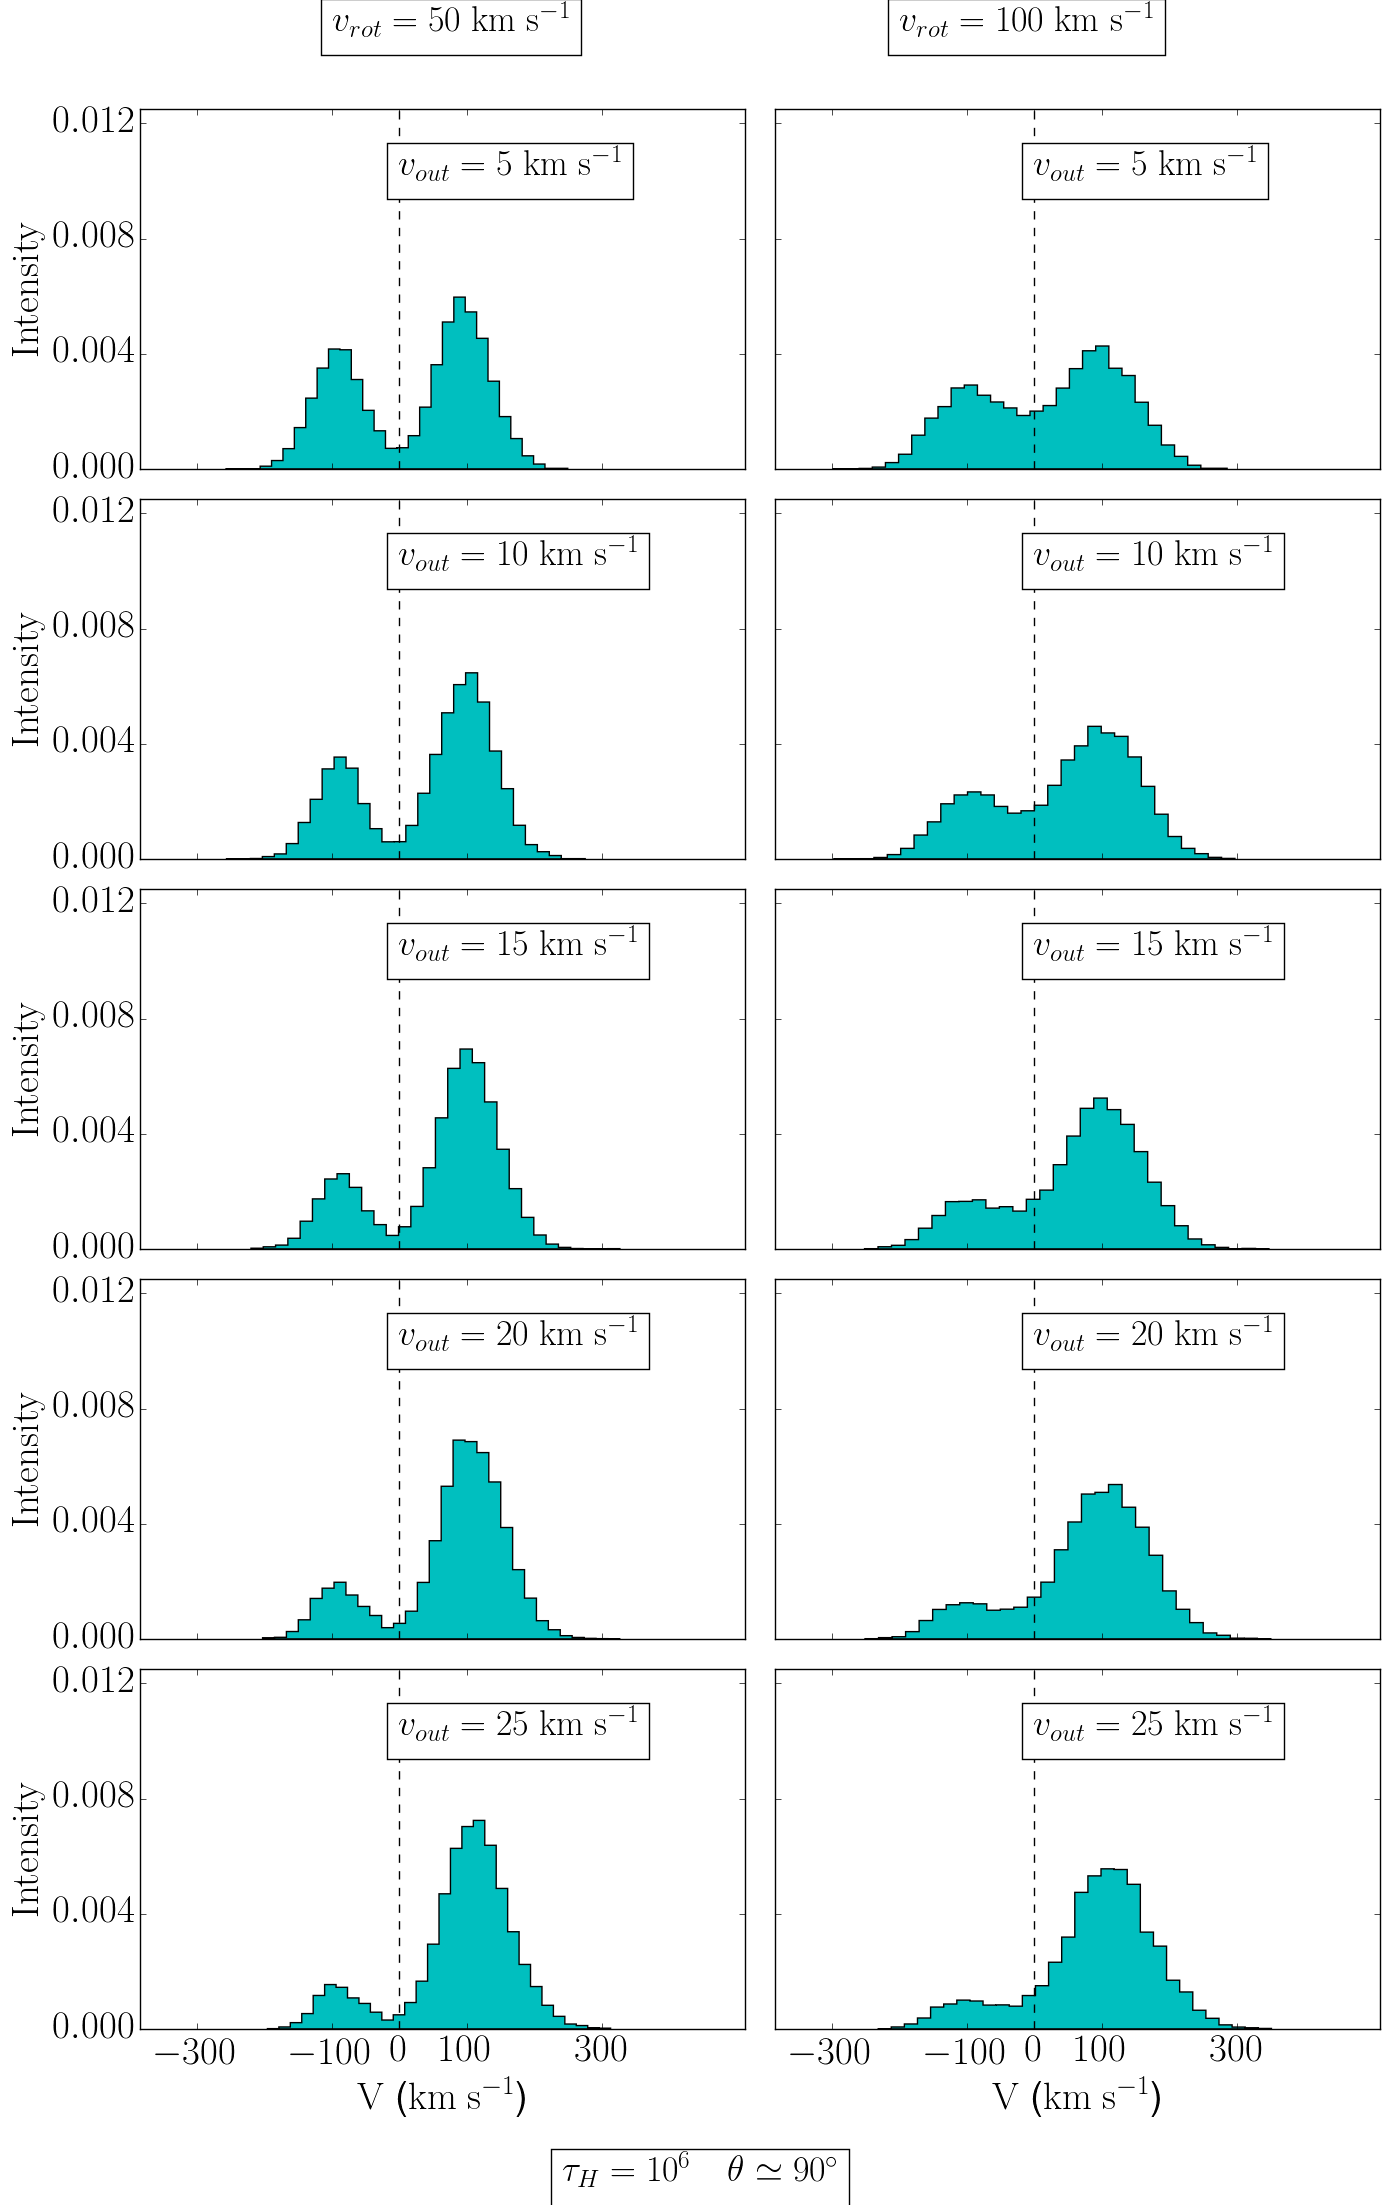 v_rot = 50 km s⁻¹ v_rot = 100 km s⁻¹
0.012
v_out = 5 km s⁻¹ v_out = 5 km s⁻¹
0.008
Intensity
0.004
0.000
0.012
v_out = 10 km s⁻¹ v_out = 10 km s⁻¹
0.008
Intensity
0.004
0.000
0.012
v_out = 15 km s⁻¹ v_out = 15 km s⁻¹
0.008
Intensity
0.004
0.000
0.012
v_out = 20 km s⁻¹ v_out = 20 km s⁻¹
0.008
Intensity
0.004
0.000
0.012
v_out = 25 km s⁻¹ v_out = 25 km s⁻¹
0.008
Intensity
0.004
0.000
−300 −100 0 100 300 −300 −100 0 100 300
V (km s⁻¹) V (km s⁻¹)
τ_H = 10⁶ θ ≃ 90°